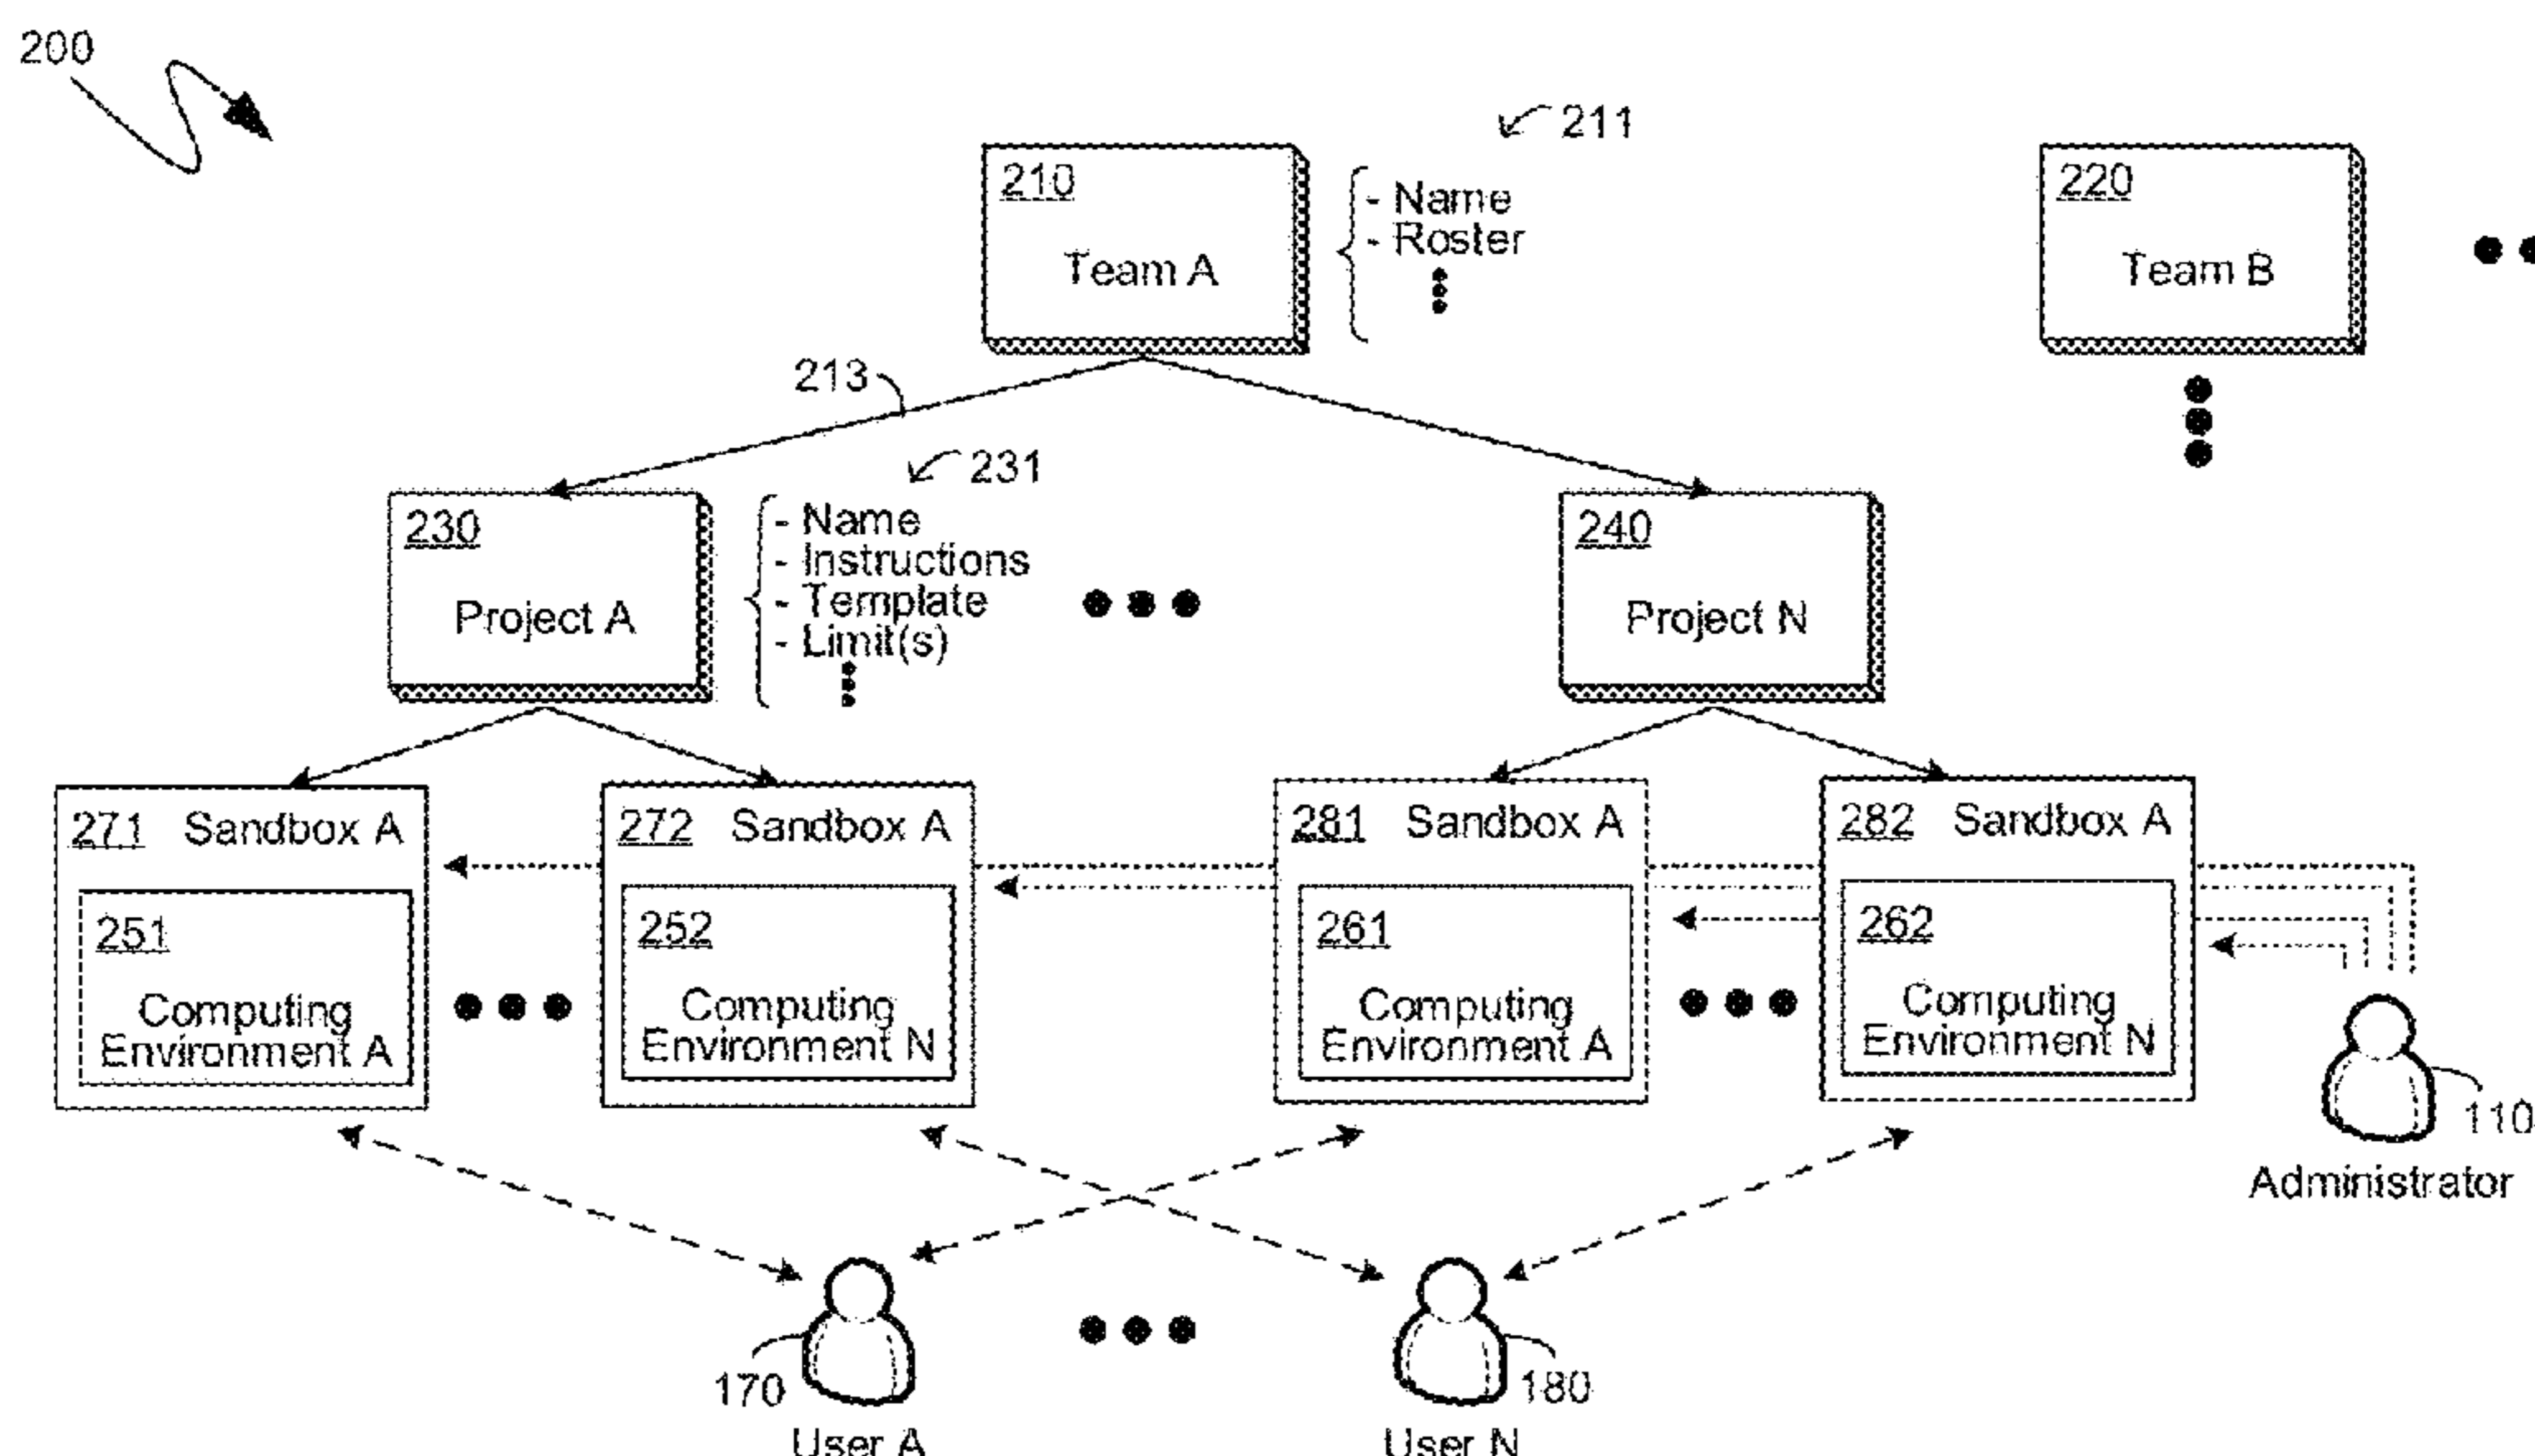 200
211
210
Team A
- Name
- Roster
220
Team B
213
231
230
Project A
- Name
- Instructions
- Template
- Limit(s)
240
Project N
271 Sandbox A
251
Computing
Environment A
272 Sandbox A
252
Computing
Environment N
281 Sandbox A
261
Computing
Environment A
282 Sandbox A
262
Computing
Environment N
110
Administrator
170
User A
180
User N